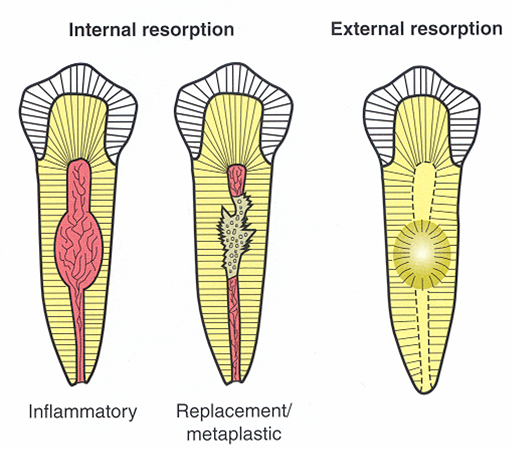 Internal resorption
External resorption
Inflammatory
Replacement/
metaplastic